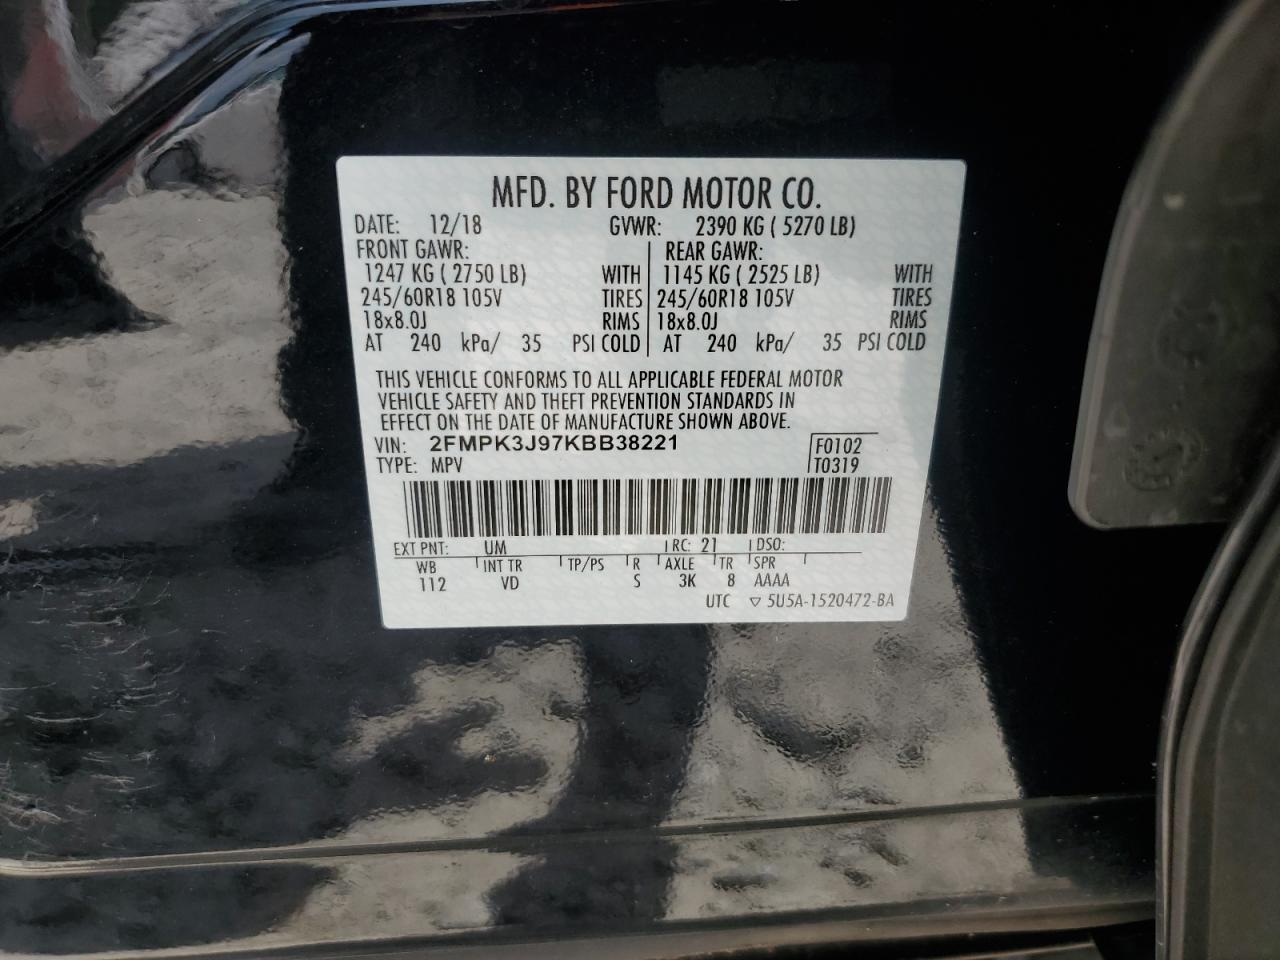 MFD. BY FORD MOTOR CO.
DATE: 12/18 GVWR: 2390 KG ( 5270 LB)
FRONT GAWR: REAR GAWR:
1247 KG ( 2750 LB) WITH 1145 KG ( 2525 LB) WITH
245/60R18 105V TIRES 245/60R18 105V TIRES
18x8.0J RIMS 18x8.0J RIMS
AT 240 kPa/ 35 PSI COLD AT 240 kPa/ 35 PSI COLD
THIS VEHICLE CONFORMS TO ALL APPLICABLE FEDERAL MOTOR
VEHICLE SAFETY AND THEFT PREVENTION STANDARDS IN
EFFECT ON THE DATE OF MANUFACTURE SHOWN ABOVE.
VIN: 2FMPK3J97KBB38221 F0102
TYPE: MPV T0319
EXT PNT: UM RC: 21 DSO:
WB INT TR TP/PS R AXLE TR SPR
112 VD S 3K 8 AAAA
UTC ▽ 5U5A-1520472-BA